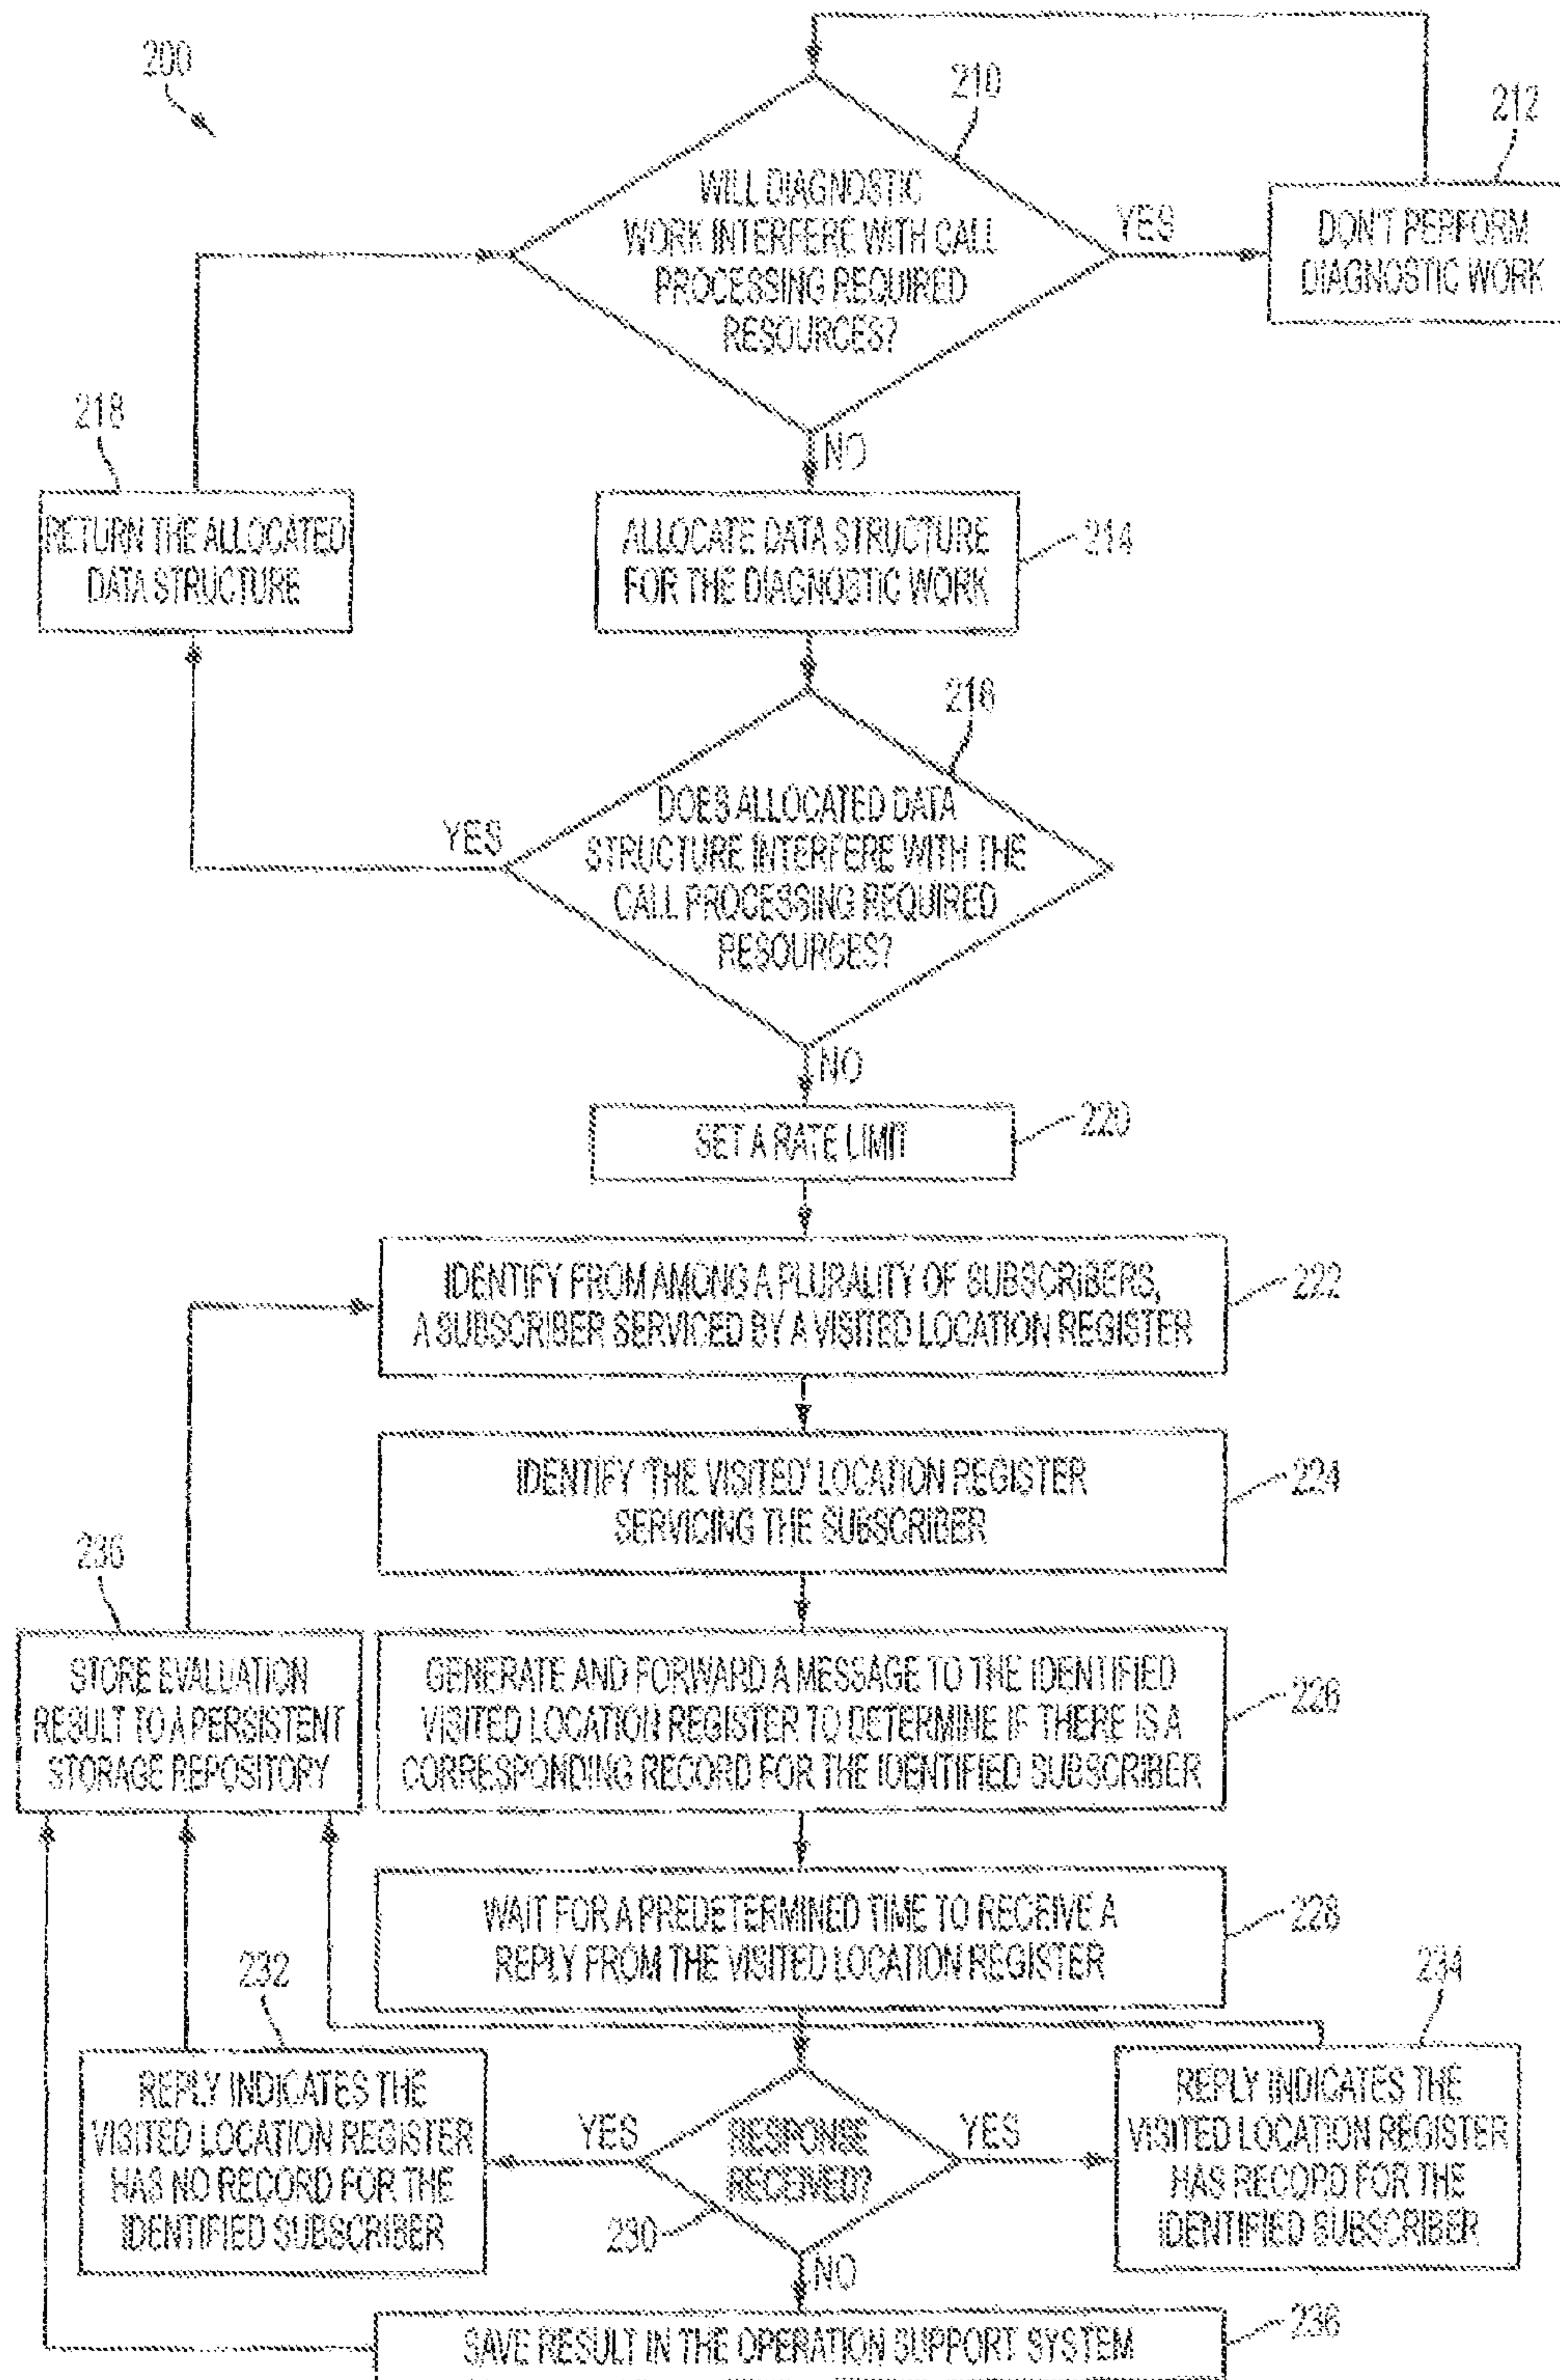 200
210
212
WILL DIAGNOSTIC
WORK INTERFERE WITH CALL
PROCESSING REQUIRED
RESOURCES?
YES
DON'T PERFORM
DIAGNOSTIC WORK
NO
218
RETURN THE ALLOCATED
DATA STRUCTURE
ALLOCATE DATA STRUCTURE
FOR THE DIAGNOSTIC WORK
214
216
DOES ALLOCATED DATA
STRUCTURE INTERFERE WITH THE
CALL PROCESSING REQUIRED
RESOURCES?
YES
NO
SET A RATE LIMIT
220
IDENTIFY FROM AMONG A PLURALITY OF SUBSCRIBERS,
A SUBSCRIBER SERVICED BY A VISITED LOCATION REGISTER
222
IDENTIFY 'THE VISITED' LOCATION REGISTER
SERVICING THE SUBSCRIBER
224
236
STORE EVALUATION
RESULT TO A PERSISTENT
STORAGE REPOSITORY
GENERATE AND FORWARD A MESSAGE TO THE IDENTIFIED
VISITED LOCATION REGISTER TO DETERMINE IF THERE IS A
CORRESPONDING RECORD FOR THE IDENTIFIED SUBSCRIBER
226
WAIT FOR A PREDETERMINED TIME TO RECEIVE A
REPLY FROM THE VISITED LOCATION REGISTER
228
232
234
REPLY INDICATES THE
VISITED LOCATION REGISTER
HAS NO RECORD FOR THE
IDENTIFIED SUBSCRIBER
YES
RESPONSE
RECEIVED?
YES
230
NO
REPLY INDICATES THE
VISITED LOCATION REGISTER
HAS RECORD FOR THE
IDENTIFIED SUBSCRIBER
SAVE RESULT IN THE OPERATION SUPPORT SYSTEM
236